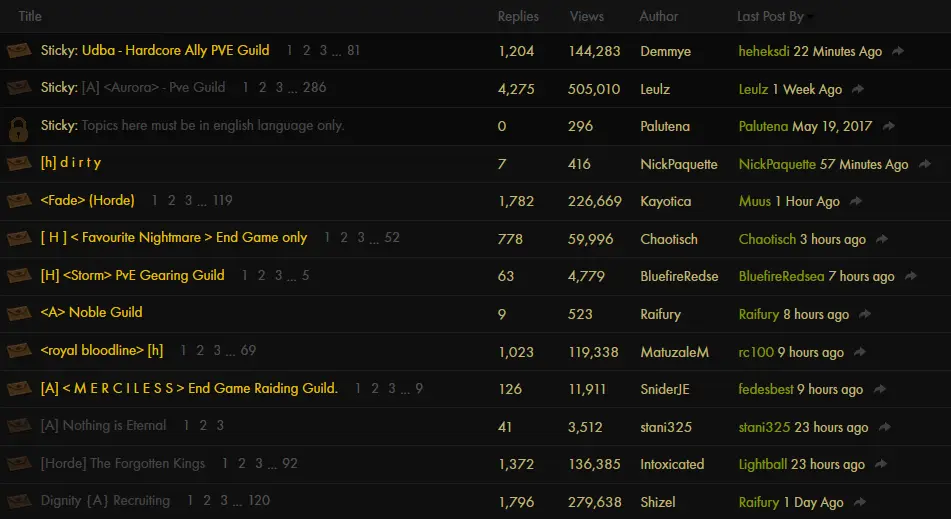 Title Replies Views Author Last Post By
Sticky: Udba - Hardcore Ally PVE Guild 1 2 3 ... 81 1,204 144,283 Demmye heheksdi 22 Minutes Ago
Sticky: [A] <Aurora> - Pve Guild 1 2 3 ... 286 4,275 505,010 Leulz Leulz 1 Week Ago
Sticky: Topics here must be in english language only. 0 296 Palutena Palutena May 19, 2017
[h] d i r t y 7 416 NickPaquette NickPaquette 57 Minutes Ago
<Fade> (Horde) 1 2 3 ... 119 1,782 226,669 Kayotica Muus 1 Hour Ago
[ H ] < Favourite Nightmare > End Game only 1 2 3 ... 52 778 59,996 Chaotisch Chaotisch 3 hours ago
[H] <Storm> PvE Gearing Guild 1 2 3 ... 5 63 4,779 BluefireRedse BluefireRedsea 7 hours ago
<A> Noble Guild 9 523 Raifury Raifury 8 hours ago
<royal bloodline> [h] 1 2 3 ... 69 1,023 119,338 MatuzaleM rc100 9 hours ago
[A] < M E R C I L E S S > End Game Raiding Guild. 1 2 3 ... 9 126 11,911 SniderJE fedesbest 9 hours ago
[A] Nothing is Eternal 1 2 3 41 3,512 stani325 stani325 23 hours ago
[Horde] The Forgotten Kings 1 2 3 ... 92 1,372 136,385 Intoxicated Lightball 23 hours ago
Dignity {A} Recruiting 1 2 3 ... 120 1,796 279,638 Shizel Raifury 1 Day Ago